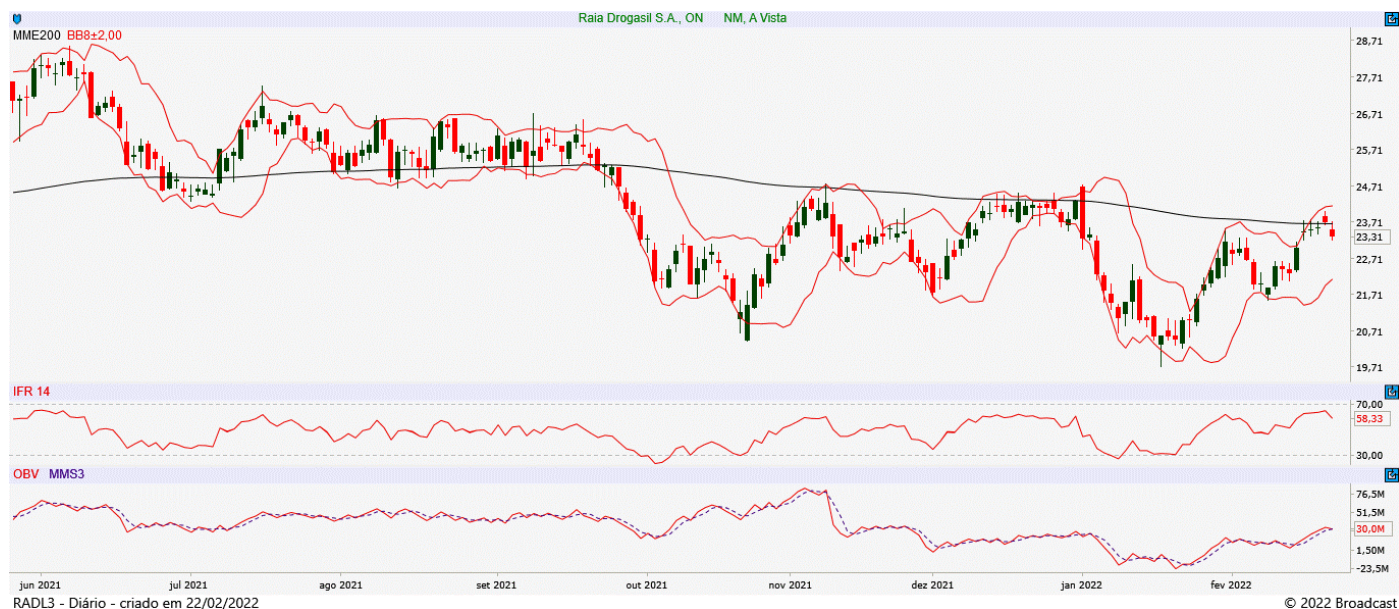 Raia Drogasil S.A., ON NM, A Vista
MME200 BB8±2,00
28,71
27,71
26,71
25,71
24,71
23,71
23,31
22,71
21,71
20,71
19,71
IFR 14
70,00
58,33
30,00
OBV MMS3
76,5M
51,5M
30,0M
1,50M
-23,5M
jun 2021 jul 2021 ago 2021 set 2021 out 2021 nov 2021 dez 2021 jan 2022 fev 2022
RADL3 - Diário - criado em 22/02/2022 © 2022 Broadcast